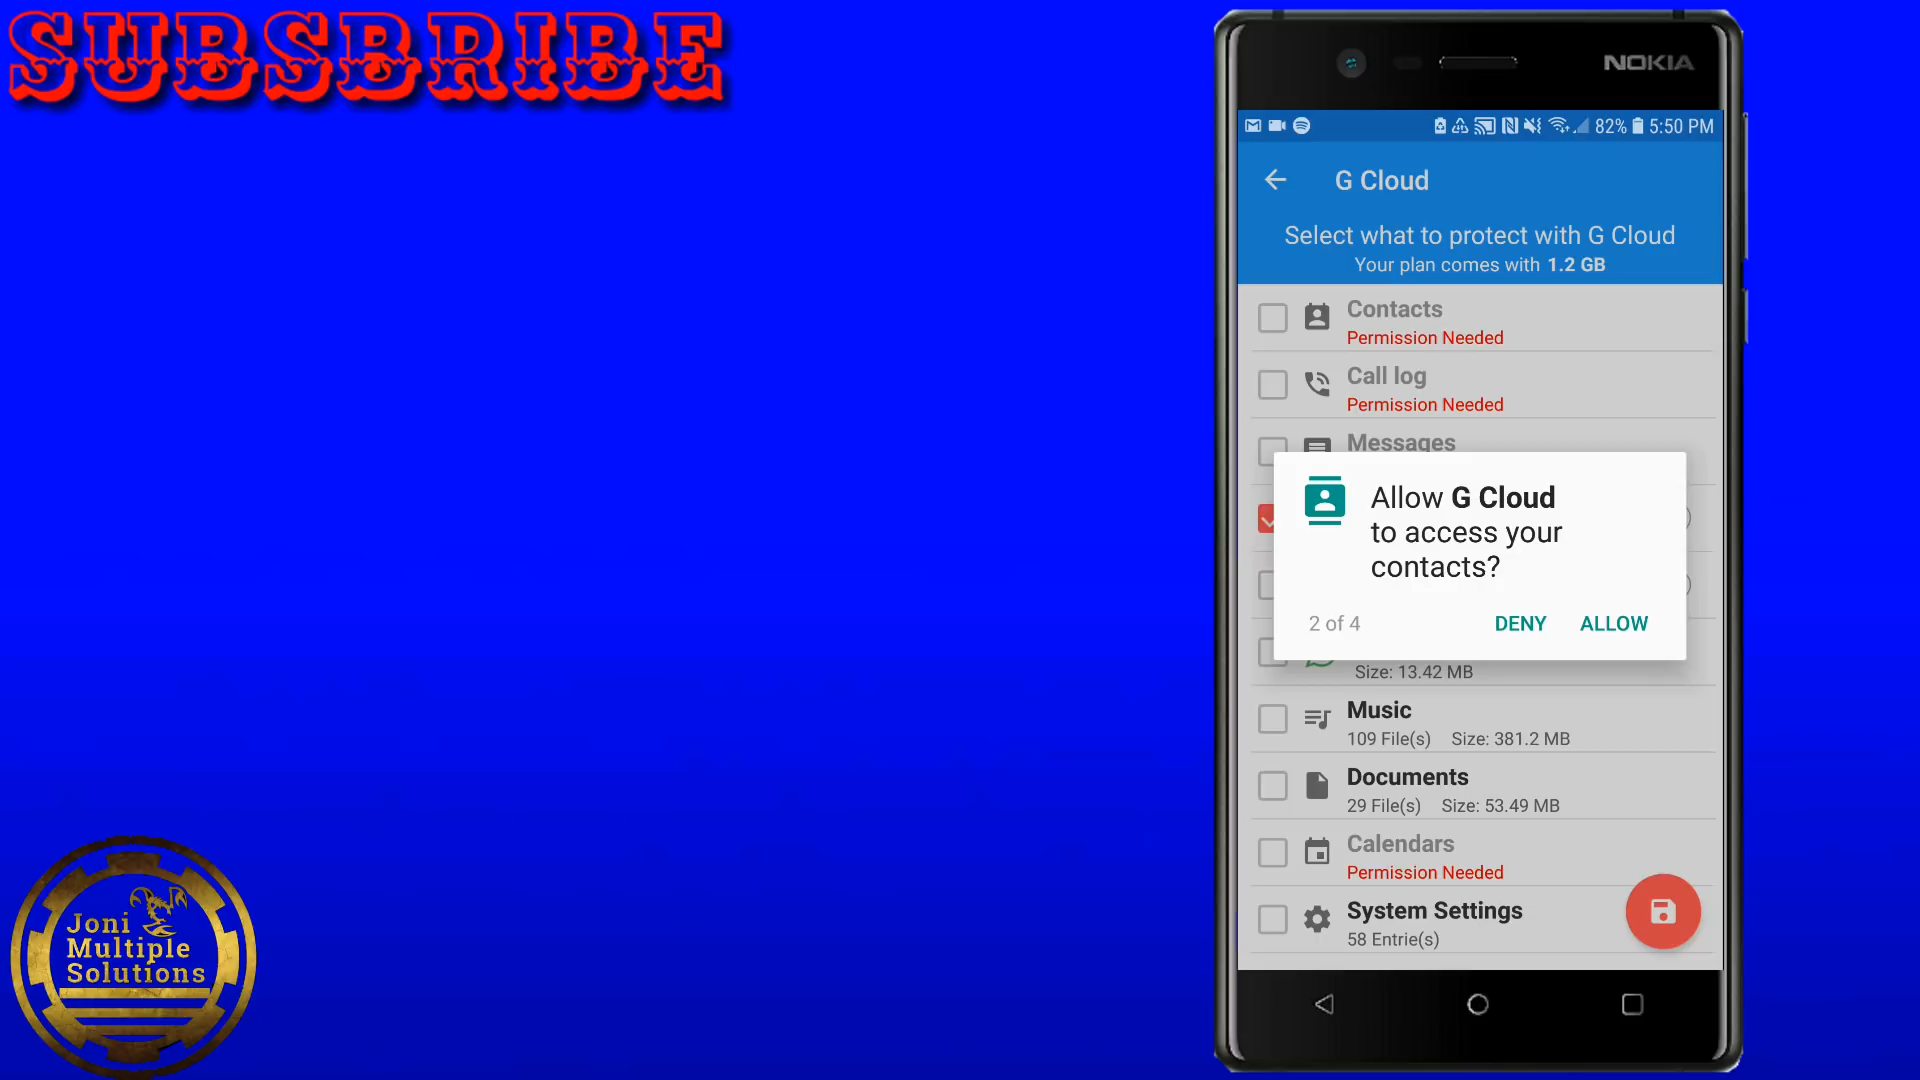 SUBSBRIBE
NOKIA
82% 5:50 PM
G Cloud
Select what to protect with G Cloud
Your plan comes with 1.2 GB
Contacts
Permission Needed
Call log
Permission Needed
Messages
Allow G Cloud
to access your
contacts?
2 of 4 DENY ALLOW
Size: 13.42 MB
Music
109 File(s) Size: 381.2 MB
Documents
29 File(s) Size: 53.49 MB
Calendars
Permission Needed
System Settings
58 Entrie(s)
Joni
Multiple
Solutions